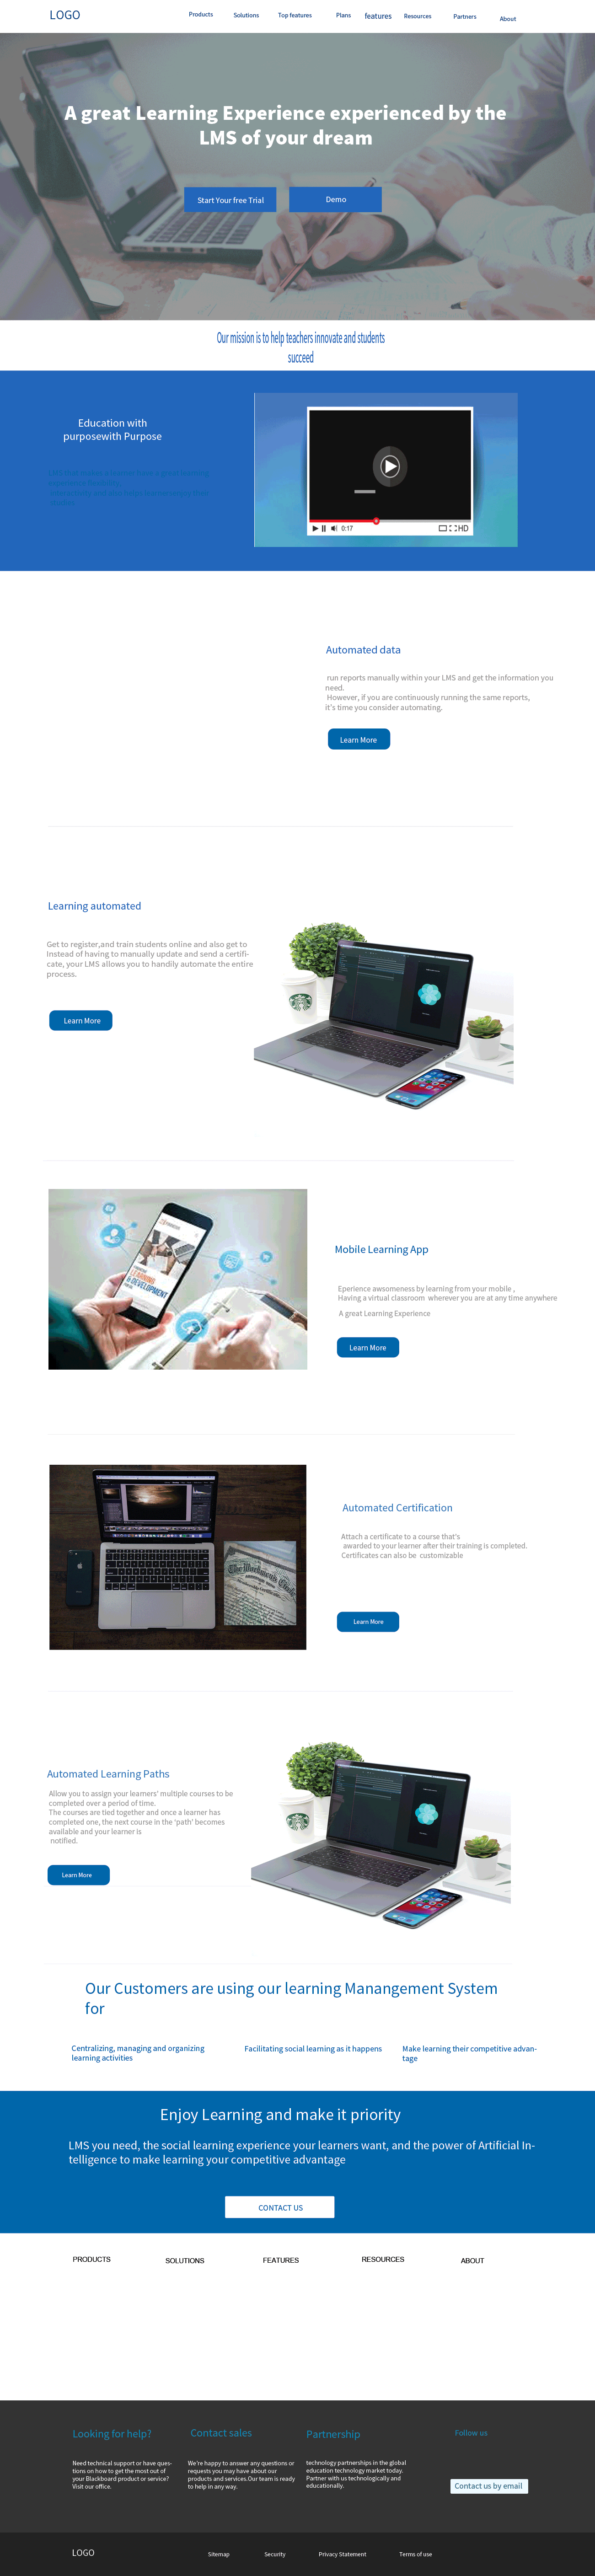 LOGO Products Solutions Top features Plans features Resources Partners About
A great Learning Experience experienced by the
LMS of your dream
Start Your free Trial Demo
Our mission is to help teachers innovate and students
succeed
Education with
purposewith Purpose
0:17 HD
Automated data
run reports manually within your LMS and get the information you
need.
However, if you are continuously running the same reports,
it's time you consider automating.
Learn More
Learning automated
Get to register,and train students online and also get to
Instead of having to manually update and send a certifi-
cate, your LMS allows you to handily automate the entire
process.
Learn More
LEARNING
& DEVELOPMENT
Mobile Learning App
Eperience awsomeness by learning from your mobile ,
Having a virtual classroom wherever you are at any time anywhere
A great Learning Experience
Learn More
Automated Certification
Attach a certificate to a course that's
awarded to your learner after their training is completed.
Certificates can also be customizable
Learn More
Automated Learning Paths
Allow you to assign your learners' multiple courses to be
completed over a period of time.
The courses are tied together and once a learner has
completed one, the next course in the 'path' becomes
available and your learner is
notified.
Learn More
Our Customers are using our learning Manangement System
for
Centralizing, managing and organizing
learning activities
Facilitating social learning as it happens
Make learning their competitive advan-
tage
Enjoy Learning and make it priority
LMS you need, the social learning experience your learners want, and the power of Artificial In-
telligence to make learning your competitive advantage
CONTACT US
PRODUCTS SOLUTIONS FEATURES RESOURCES ABOUT
Looking for help?
Need technical support or have ques-
tions on how to get the most out of
your Blackboard product or service?
Visit our office.
Contact sales
We're happy to answer any questions or
requests you may have about our
products and services.Our team is ready
to help in any way.
Partnership
technology partnerships in the global
education technology market today.
Partner with us technologically and
educationally.
Follow us
Contact us by email
LOGO Sitemap Security Privacy Statement Terms of use